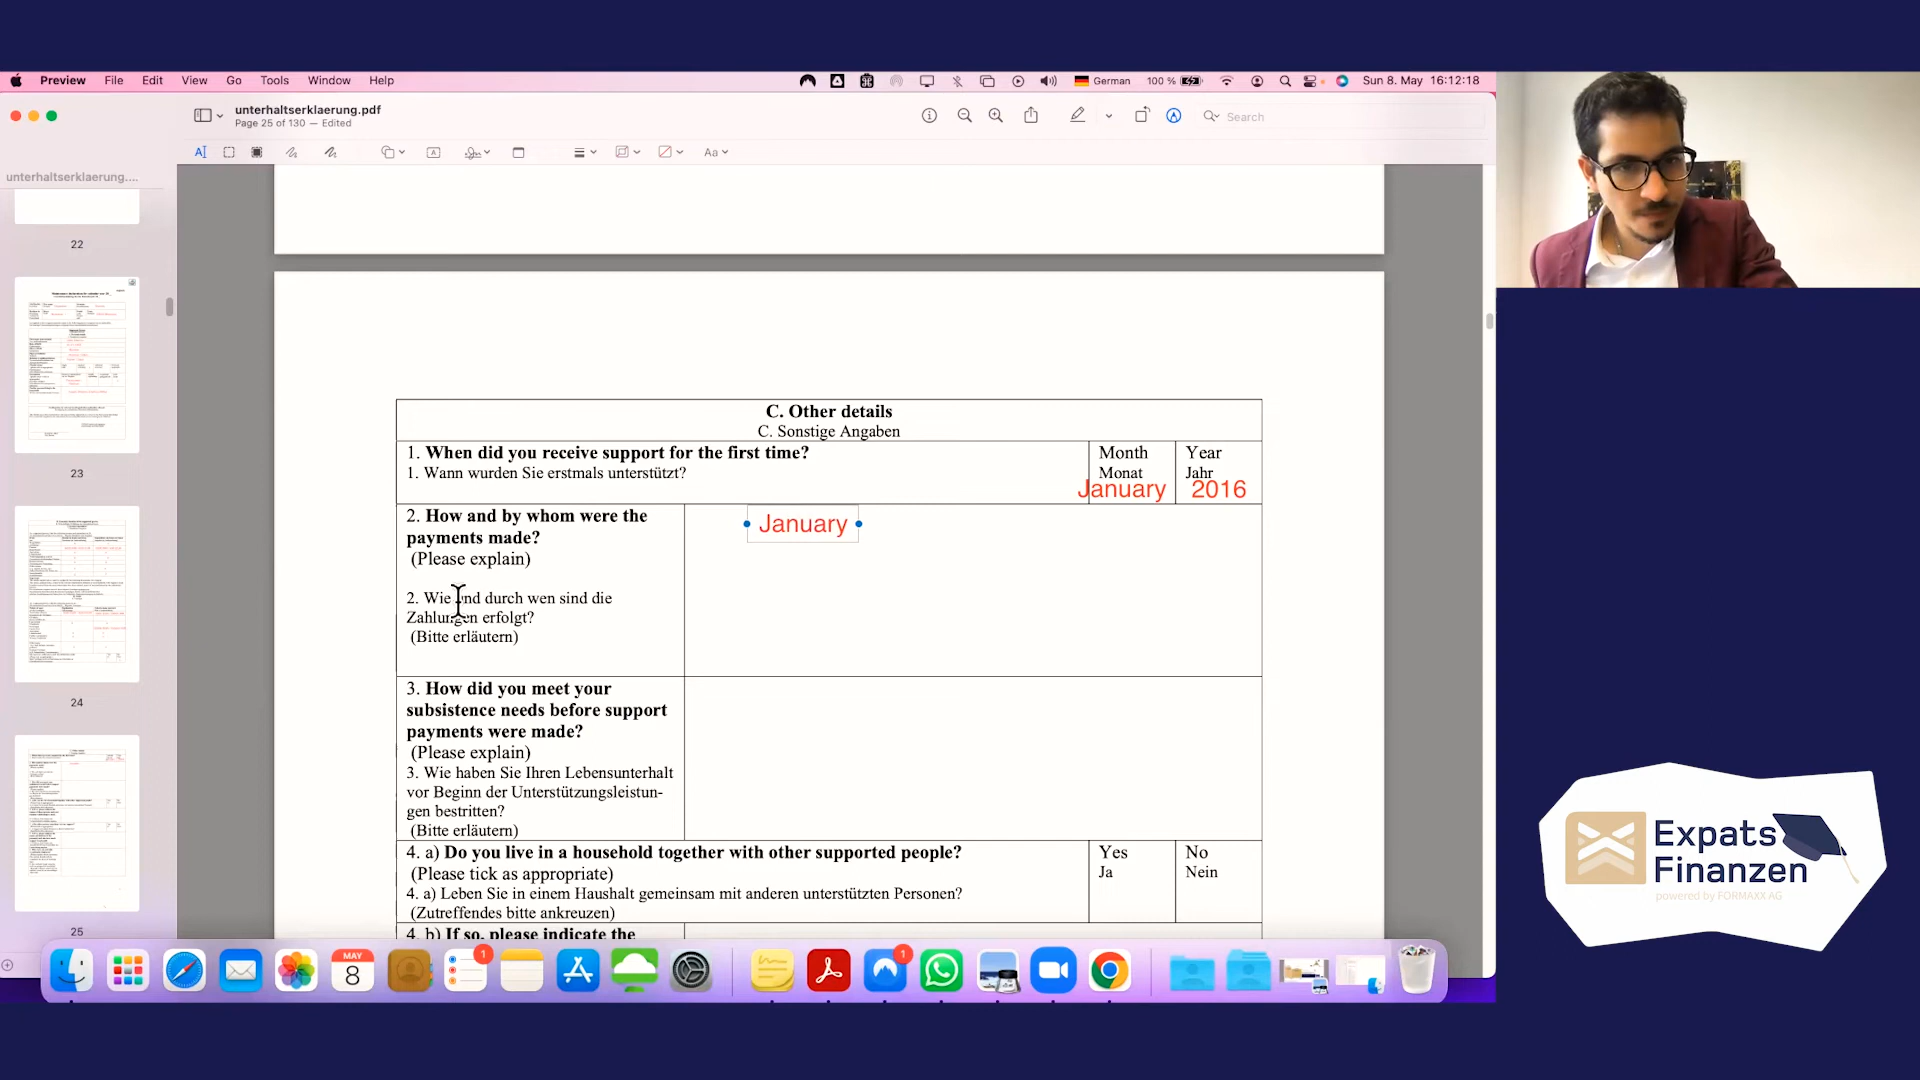 Preview File Edit View Go Tools Window Help
German 100 % Sun 8. May 16:12:18
unterhaltserklaerung.pdf
Page 25 of 130 — Edited
Search
Aa
unterhaltserklaerung....
22
23
24
25
C. Other details
C. Sonstige Angaben
1. When did you receive support for the first time?
1. Wann wurden Sie erstmals unterstützt?
Month
Monat
January
Year
Jahr
2016
2. How and by whom were the
payments made?
(Please explain)
2. Wie und durch wen sind die
Zahlungen erfolgt?
(Bitte erläutern)
January
3. How did you meet your
subsistence needs before support
payments were made?
(Please explain)
3. Wie haben Sie Ihren Lebensunterhalt
vor Beginn der Unterstützungsleistun-
gen bestritten?
(Bitte erläutern)
4. a) Do you live in a household together with other supported people?
(Please tick as appropriate)
4. a) Leben Sie in einem Haushalt gemeinsam mit anderen unterstützten Personen?
(Zutreffendes bitte ankreuzen)
Yes
Ja
No
Nein
4. b) If so, please indicate the
MAY
8
1
1
Expats
Finanzen
powered by FORMAXX AG